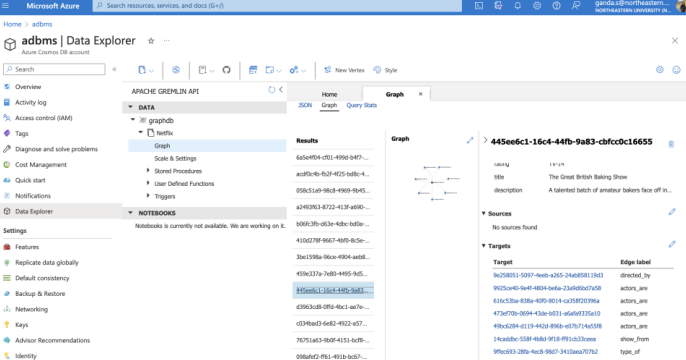 Microsoft Azure
Search resources, services, and docs (G+/)
ganda.s@northeastern....
NORTHEASTERN UNIVERSITY (N...
Home > adbms
adbms | Data Explorer
Azure Cosmos DB account
Search
Overview
Activity log
Access control (IAM)
Tags
Diagnose and solve problems
Cost Management
Quick start
Notifications
Data Explorer
Settings
Features
Replicate data globally
Default consistency
Backup & Restore
Networking
Keys
Advisor Recommendations
Identity
New Vertex
Style
APACHE GREMLIN API
DATA
graphdb
Netflix
Graph
Scale & Settings
Stored Procedures
User Defined Functions
Triggers
NOTEBOOKS
Notebooks is currently not available. We are working on it.
Home
Graph
JSON
Graph
Query Stats
Results
6a5e4f04-cf01-499d-b4f7-...
acdf0c4b-fb2f-4f25-bd8c-4...
058c51a9-98c8-4969-9b45...
a2493f63-8722-413f-a690-...
b06fc3fb-d63e-4dbc-bd0a-...
410d278f-9667-4bf0-8c5e-...
3be1598a-96ce-4904-aeb8...
459e337a-7e80-4495-9d5...
445ee6c1-16c4-44fb-9a83...
d3963cd8-0ffd-4bc1-ae7e-...
c034bad3-6e82-4922-a57...
76751a63-9b0f-4151-bcf8-...
098afef2-ff61-491b-bc67-...
Graph
445ee6c1-16c4-44fb-9a83-cbfcc0c16655
rating
TV-14
title
The Great British Baking Show
description
A talented batch of amateur bakers face off in...
Sources
No sources found
Targets
Target
Edge label
9e258051-5097-4eeb-a265-24ab858119d3
directed_by
9925ce40-9e4f-4804-be6a-23a9d6bd7a58
actors_are
616c53ba-838a-40f0-8014-ca358f20396a
actors_are
473ef70b-0694-43de-b031-a6afa9335a10
actors_are
49bc6284-d119-442d-896b-e07b714a55f8
actors_are
14caddbc-558f-4b8d-9f18-ff91cb33ceea
show_from
9ffec693-28fa-4ec8-98d7-3410aea707b2
type_of